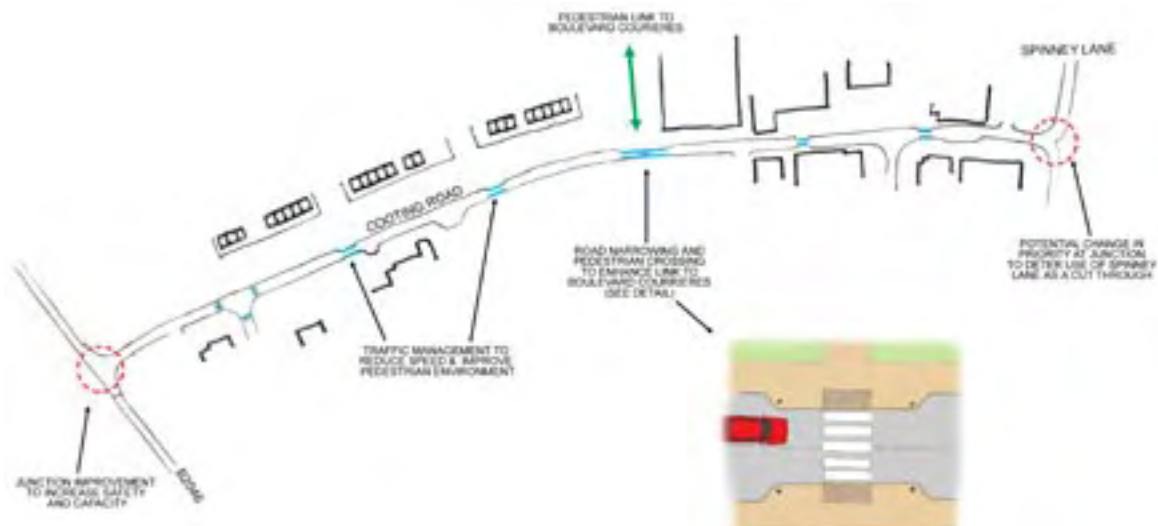 PEDESTRIAN LINK TO
BOULEVARD COURIERES
SPINNEY LANE
COOTING ROAD
ROAD NARROWING AND
PEDESTRIAN CROSSING
TO ENHANCE LINK TO
BOULEVARD COURRIERES
(SEE DETAIL)
POTENTIAL CHANGE IN
PRIORITY AT JUNCTION
TO DETER USE OF SPINNEY
LANE AS A CUT THROUGH
TRAFFIC MANAGEMENT TO
REDUCE SPEED & IMPROVE
PEDESTRIAN ENVIRONMENT
JUNCTION IMPROVEMENT
TO INCREASE SAFETY
AND CAPACITY
B2046